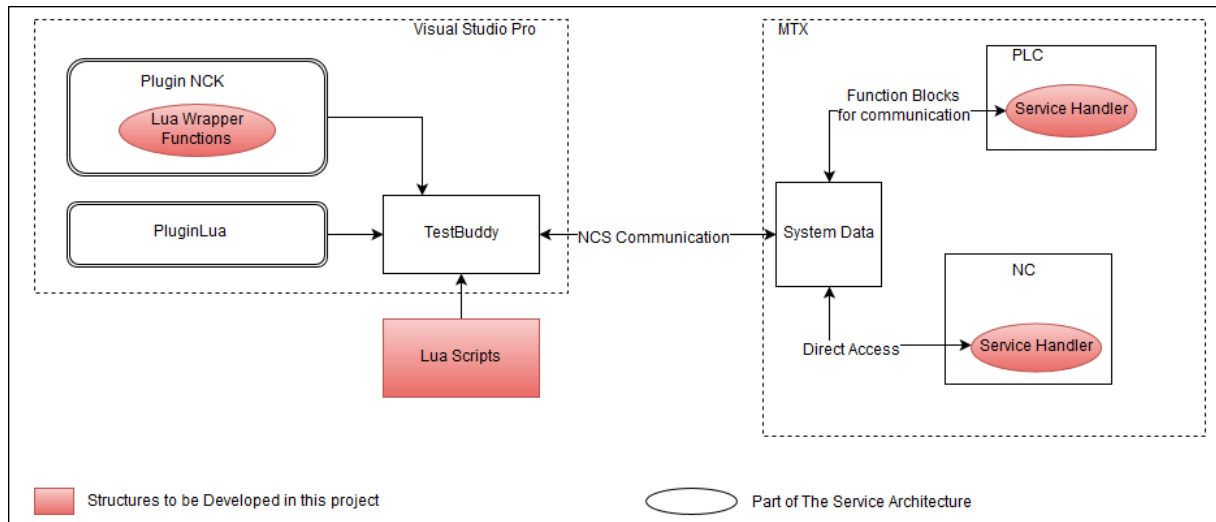 Visual Studio Pro
MTX
Plugin NCK
Lua Wrapper
Functions
PLC
Function Blocks
for communication
Service Handler
PluginLua
TestBuddy
NCS Communication
System Data
NC
Lua Scripts
Direct Access
Service Handler
Structures to be Developed in this project
Part of The Service Architecture